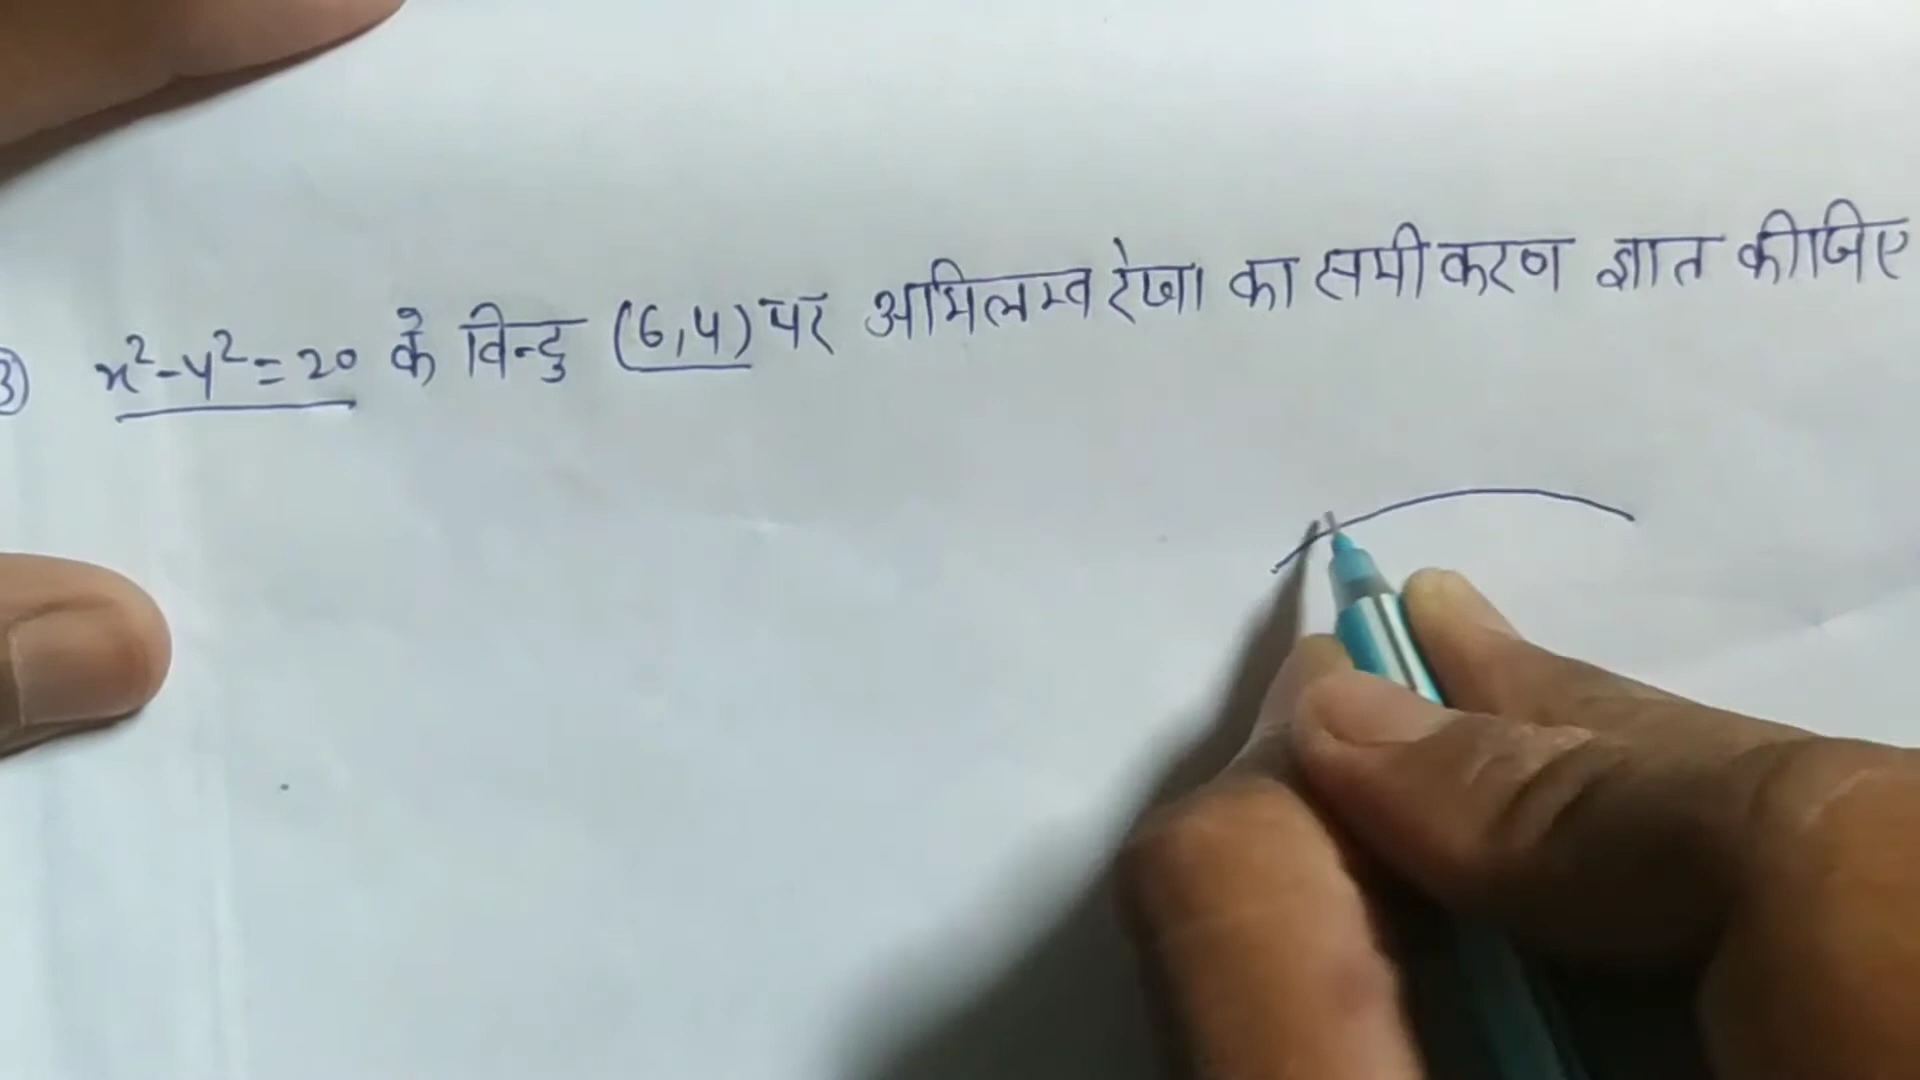 ③ x²-y²=20 के विन्दु (6,4) पर अभिलम्व रेखा का समीकरण ज्ञात कीजिए